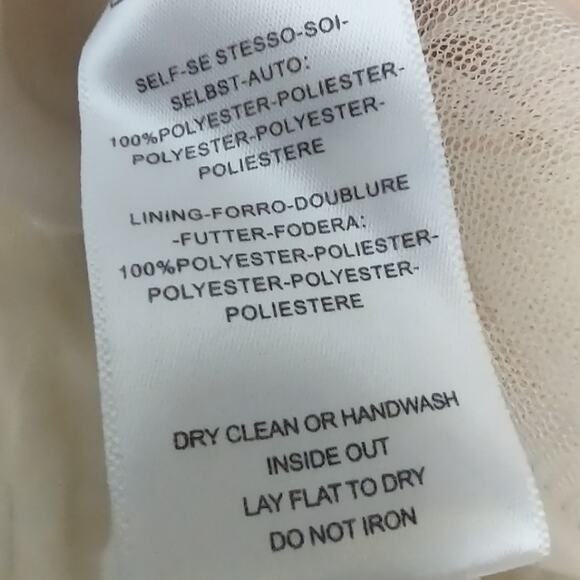 SELF-SE STESSO-SOI-
SELBST-AUTO:
100%POLYESTER-POLIESTER-
POLYESTER-POLYESTER-
POLIESTERE
LINING-FORRO-DOUBLURE
-FUTTER-FODERA:
100%POLYESTER-POLIESTER-
POLYESTER-POLYESTER-
POLIESTERE
DRY CLEAN OR HANDWASH
INSIDE OUT
LAY FLAT TO DRY
DO NOT IRON